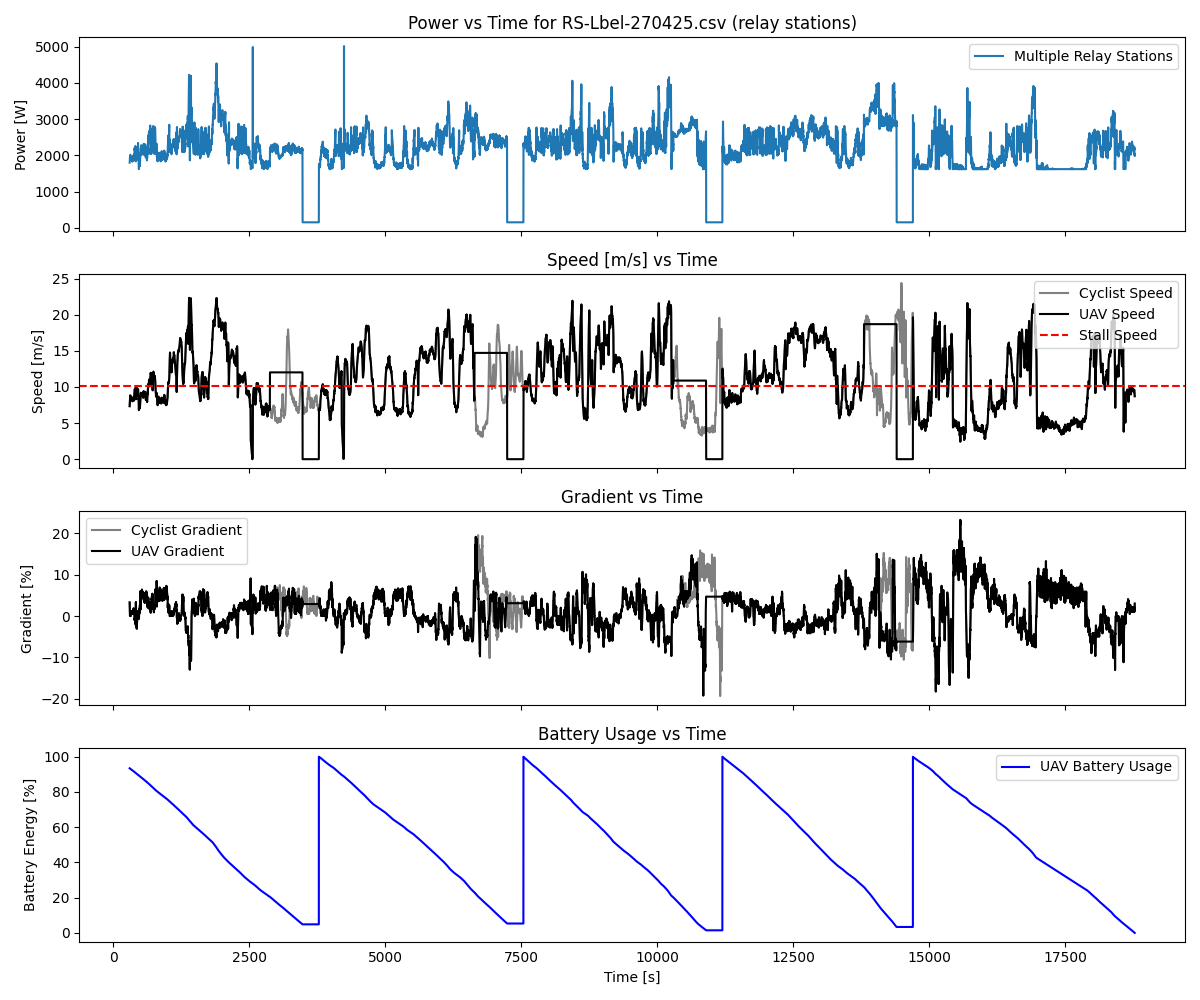 Power vs Time for RS-Lbel-270425.csv (relay stations)
Power [W]
5000
4000
3000
2000
1000
0
Multiple Relay Stations
Speed [m/s] vs Time
Speed [m/s]
25
20
15
10
5
0
Cyclist Speed
UAV Speed
Stall Speed
Gradient vs Time
Gradient [%]
20
10
0
−10
−20
Cyclist Gradient
UAV Gradient
Battery Usage vs Time
Battery Energy [%]
100
80
60
40
20
0
UAV Battery Usage
0 2500 5000 7500 10000 12500 15000 17500
Time [s]